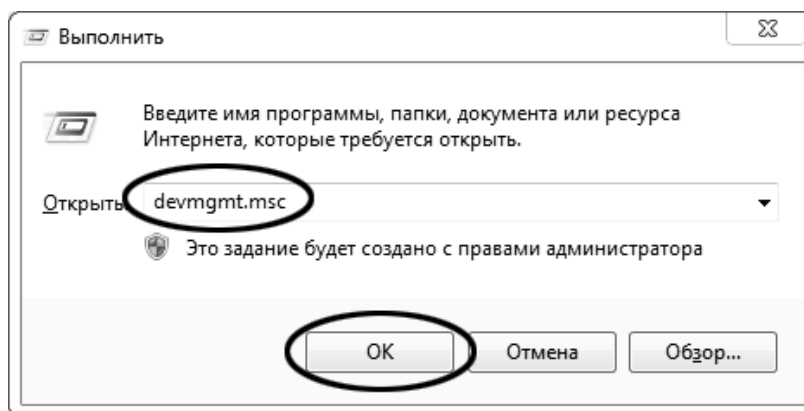 Выполнить
Введите имя программы, папки, документа или ресурса
Интернета, которые требуется открыть.
Открыть devmgmt.msc
Это задание будет создано с правами администратора
OK Отмена Обзор...